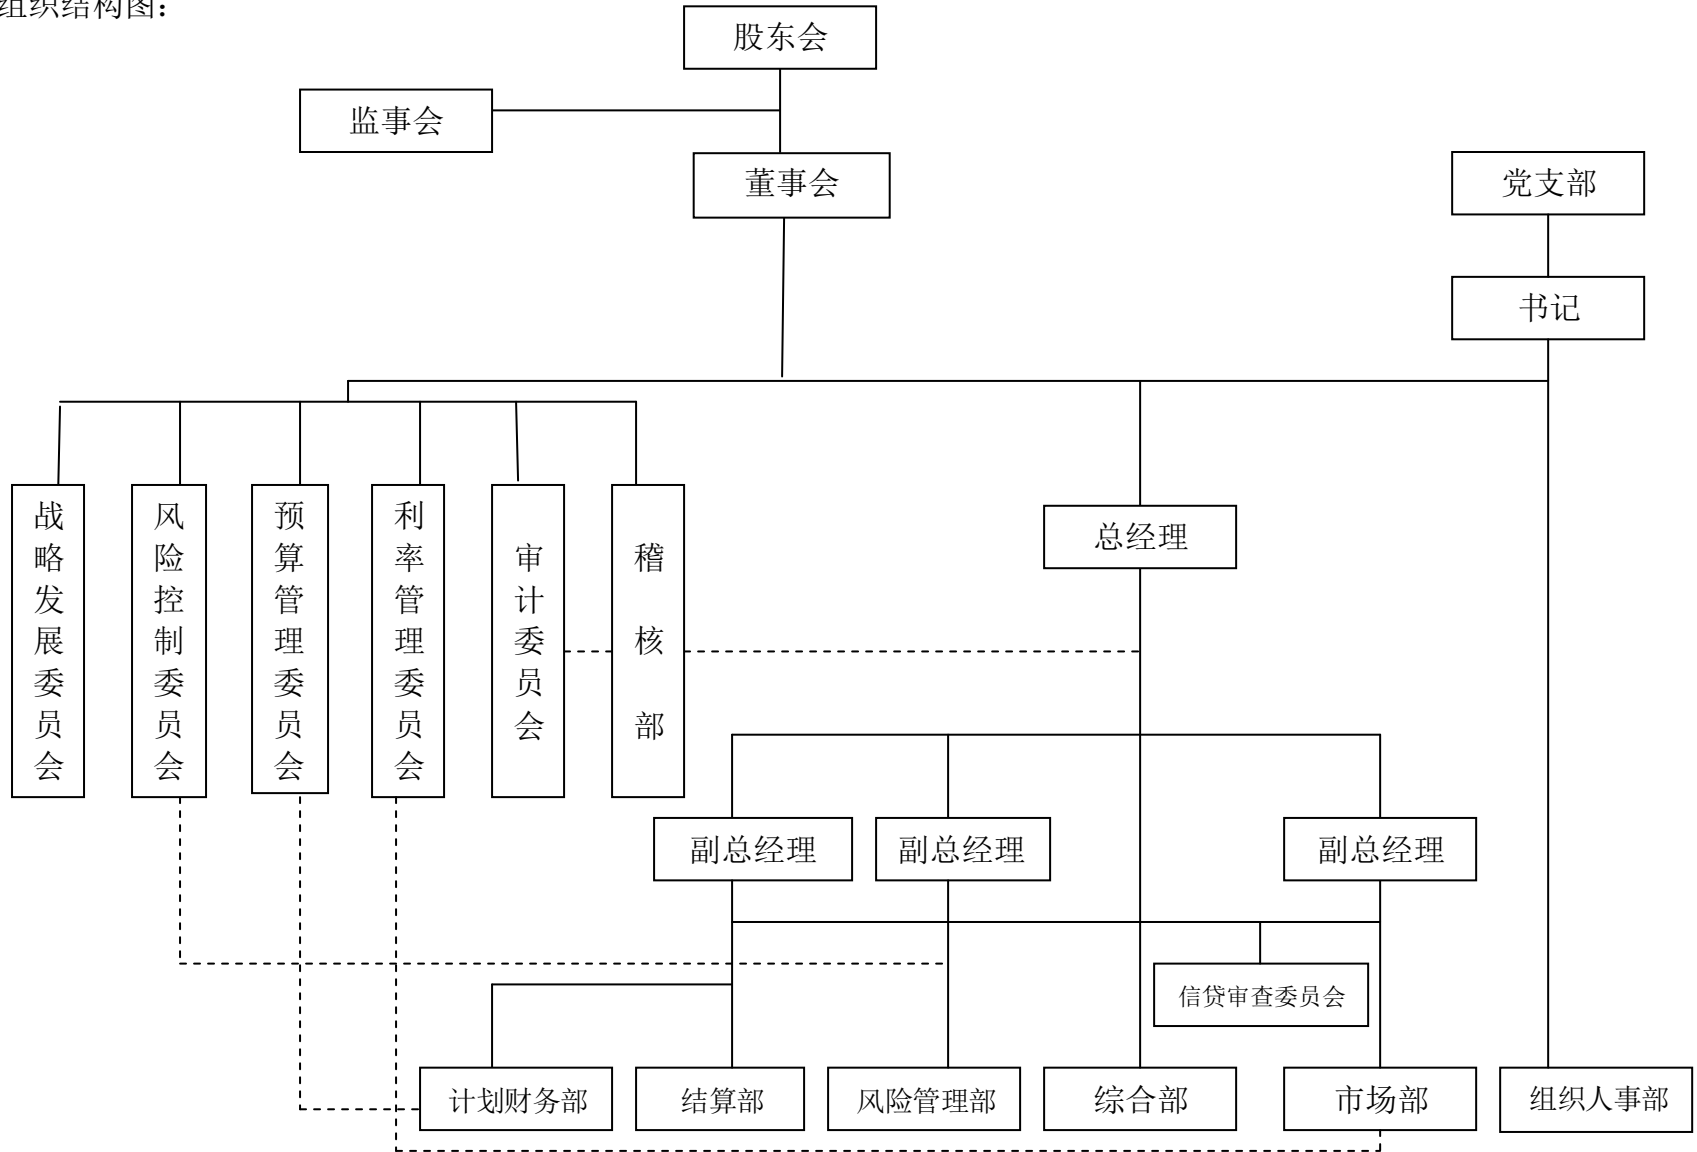 组织结构图：
股东会
监事会
董事会
党支部
书记
战略发展委员会
风险控制委员会
预算管理委员会
利率管理委员会
审计委员会
稽核部
总经理
副总经理
副总经理
副总经理
信贷审查委员会
计划财务部
结算部
风险管理部
综合部
市场部
组织人事部